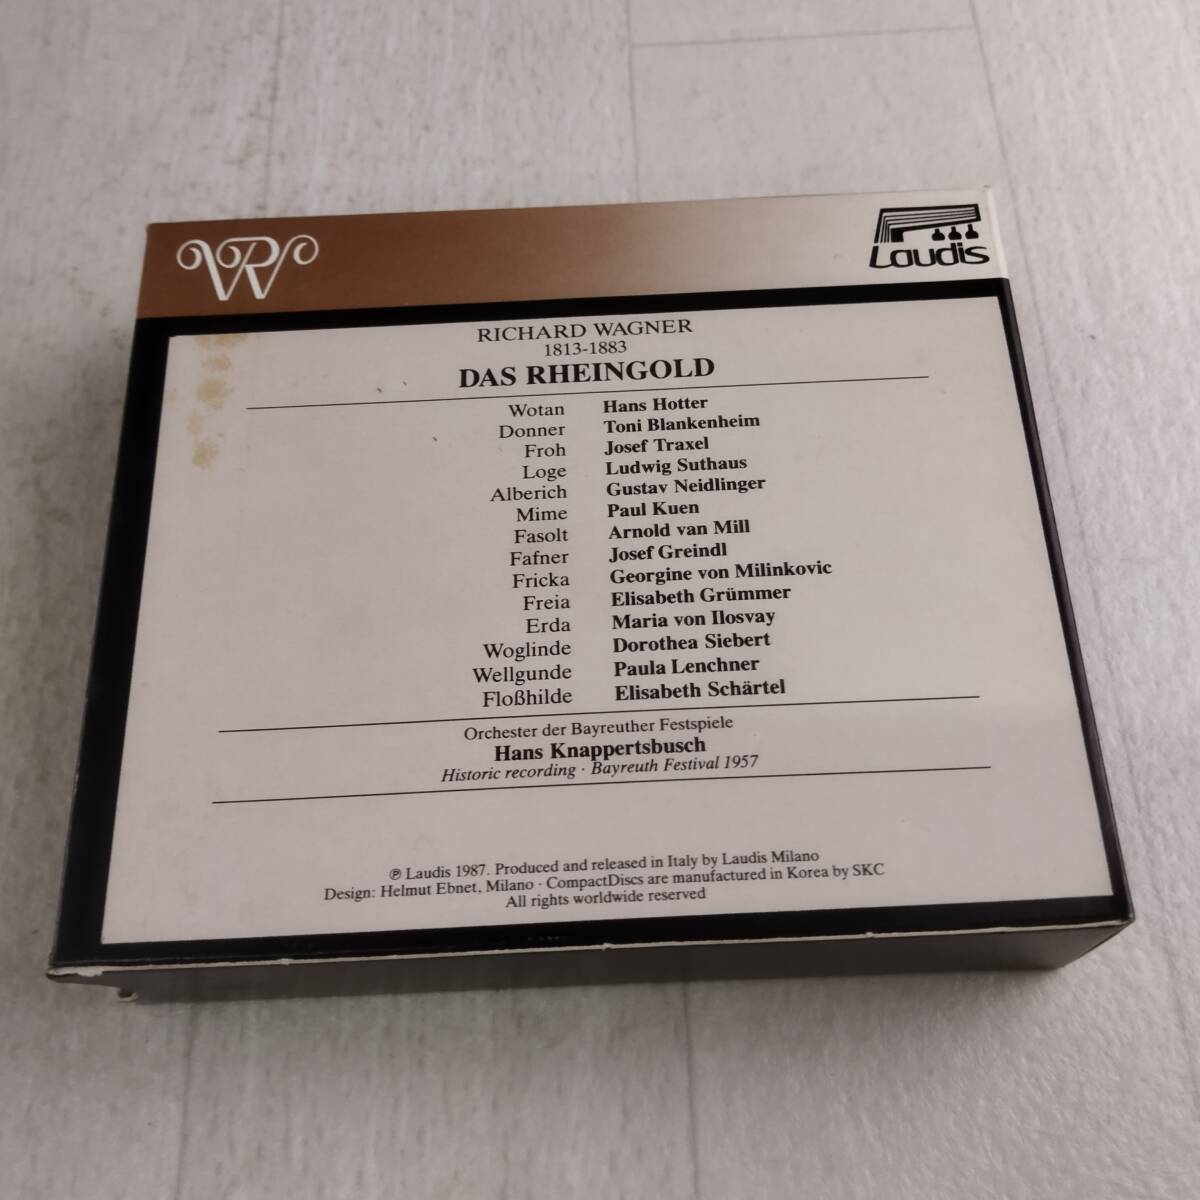 RW
Laudis
RICHARD WAGNER
1813-1883
DAS RHEINGOLD
Wotan Hans Hotter
Donner Toni Blankenheim
Froh Josef Traxel
Loge Ludwig Suthaus
Alberich Gustav Neidlinger
Mime Paul Kuen
Fasolt Arnold van Mill
Fafner Josef Greindl
Fricka Georgine von Milinkovic
Freia Elisabeth Grümmer
Erda Maria von Ilosvay
Woglinde Dorothea Siebert
Wellgunde Paula Lenchner
Floßhilde Elisabeth Schärtel
Orchester der Bayreuther Festspiele
Hans Knappertsbusch
Historic recording · Bayreuth Festival 1957
℗ Laudis 1987. Produced and released in Italy by Laudis Milano
Design: Helmut Ebnet, Milano · CompactDiscs are manufactured in Korea by SKC
All rights worldwide reserved